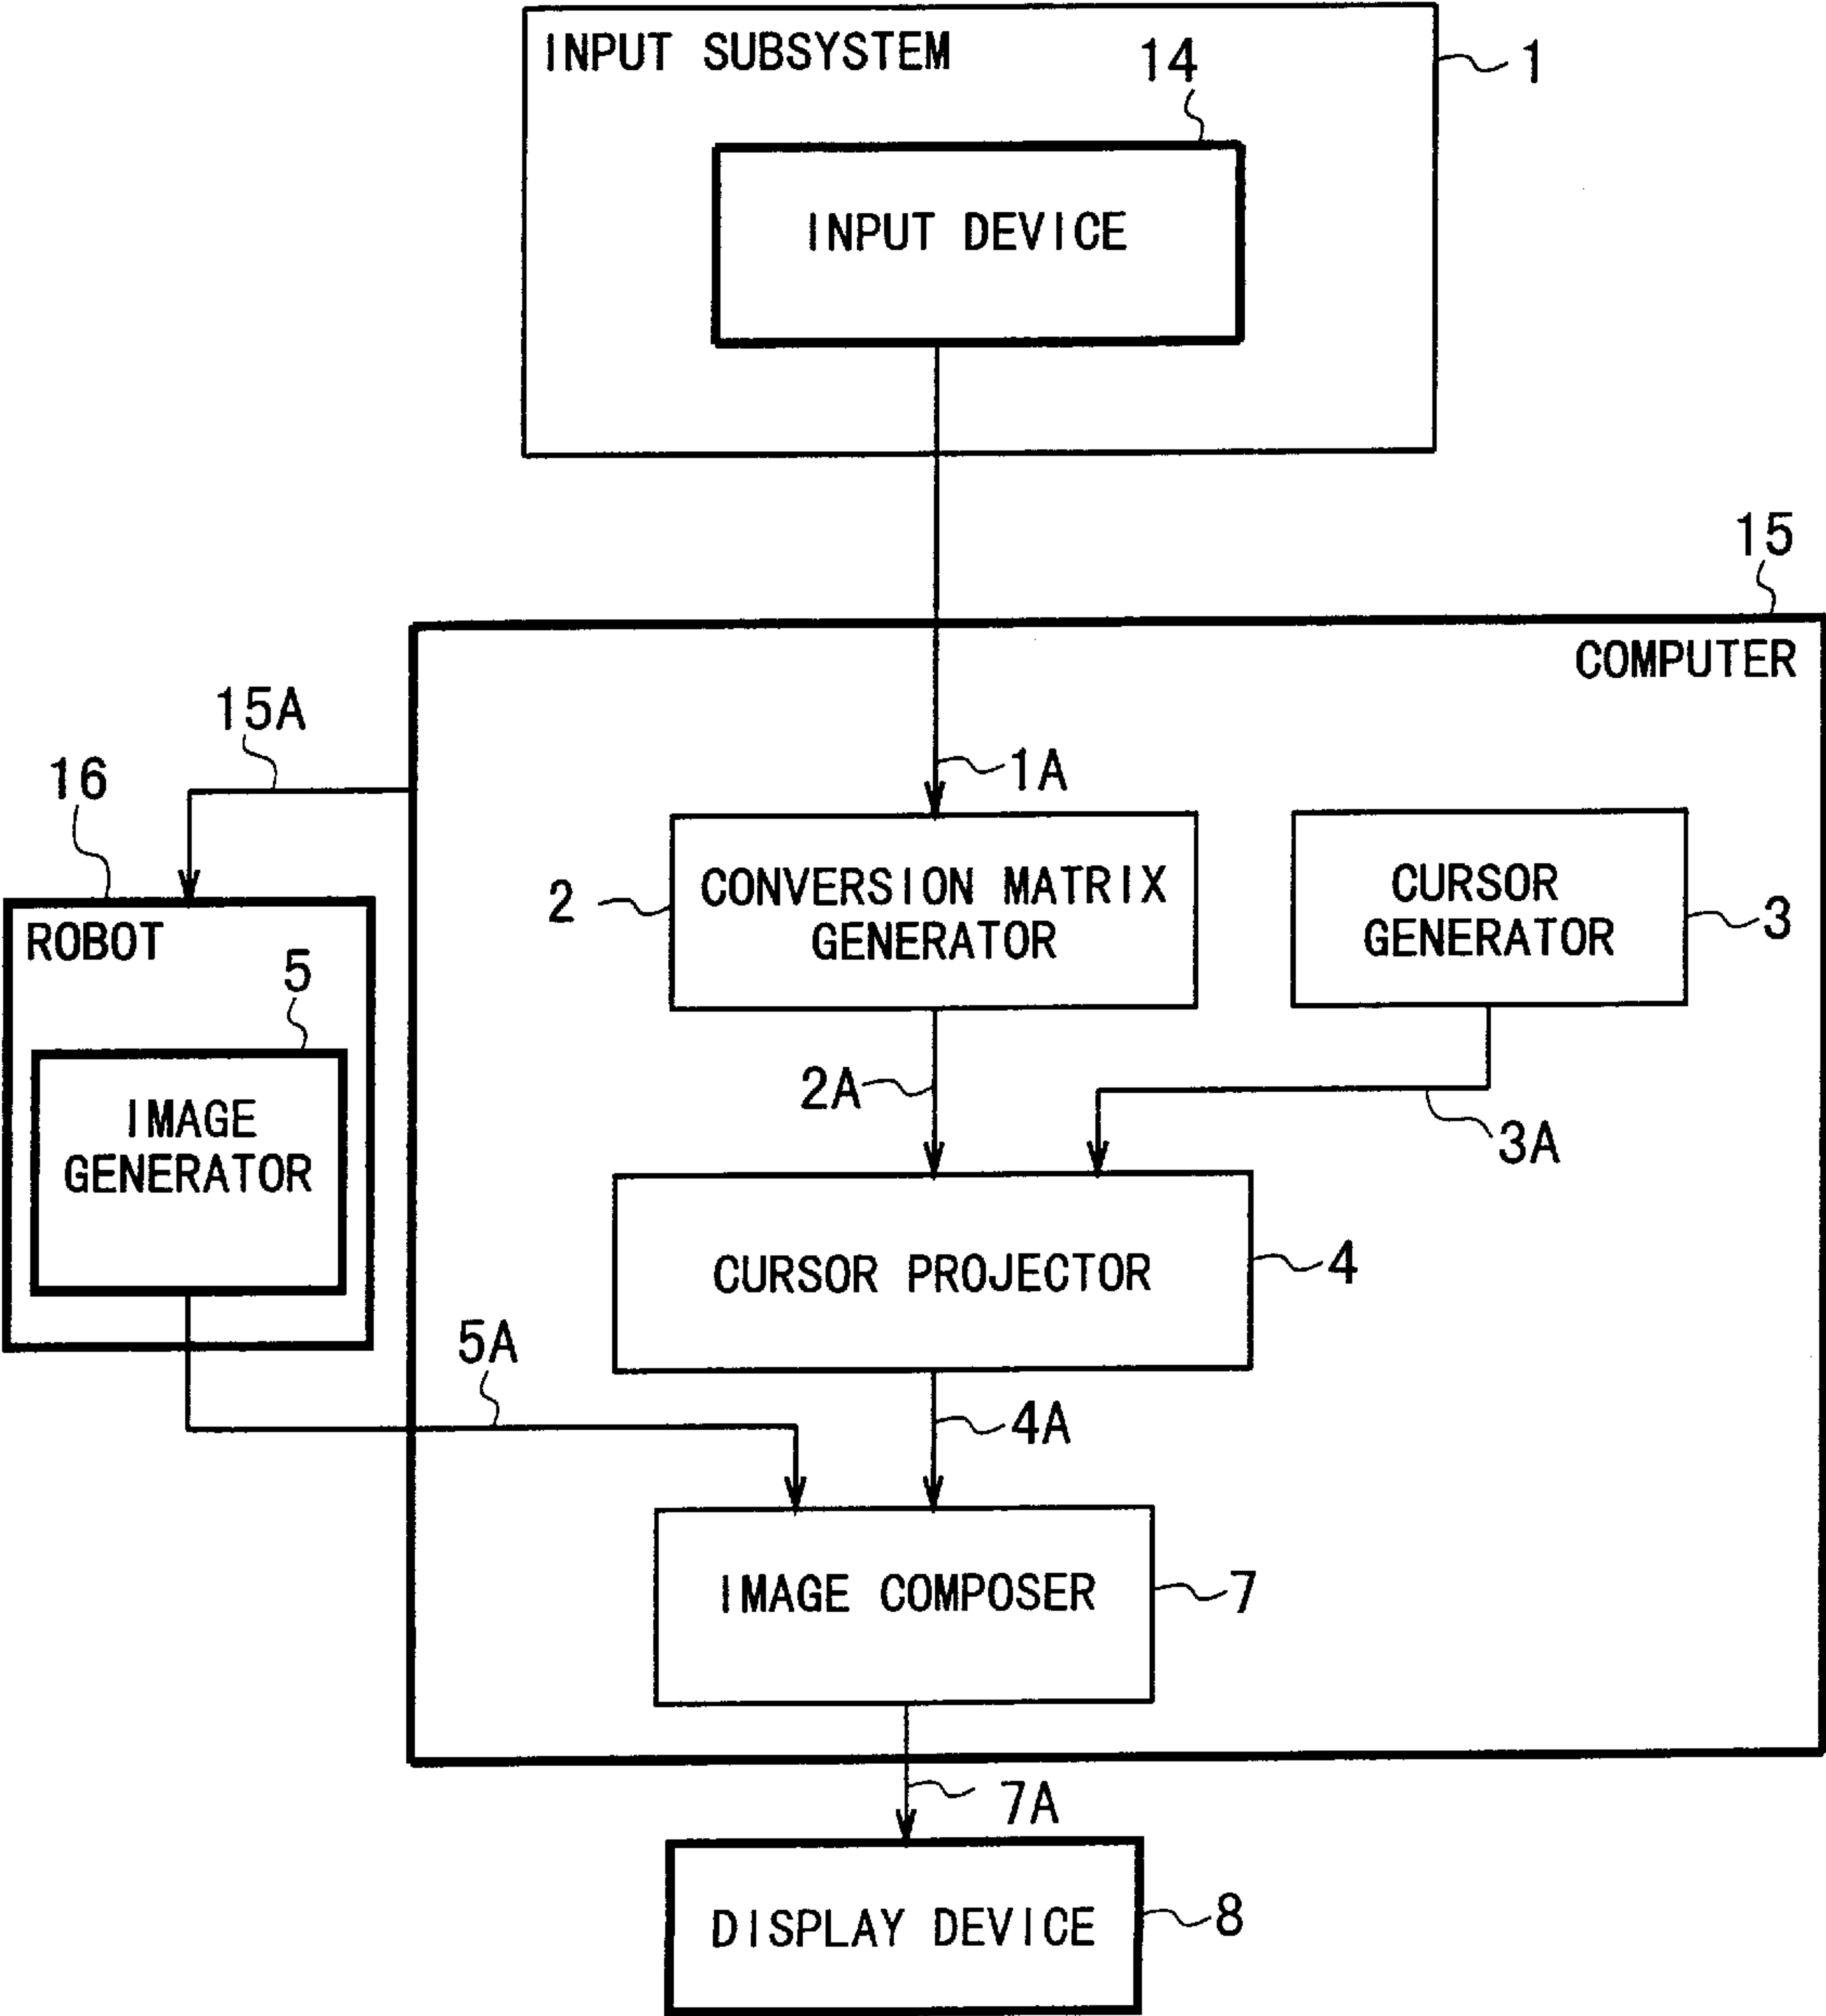 INPUT SUBSYSTEM
1
14
INPUT DEVICE
15
COMPUTER
15A
16
1A
ROBOT
5
2
CONVERSION MATRIX
GENERATOR
CURSOR
GENERATOR
3
IMAGE
GENERATOR
2A
3A
CURSOR PROJECTOR
4
5A
4A
IMAGE COMPOSER
7
7A
DISPLAY DEVICE
8